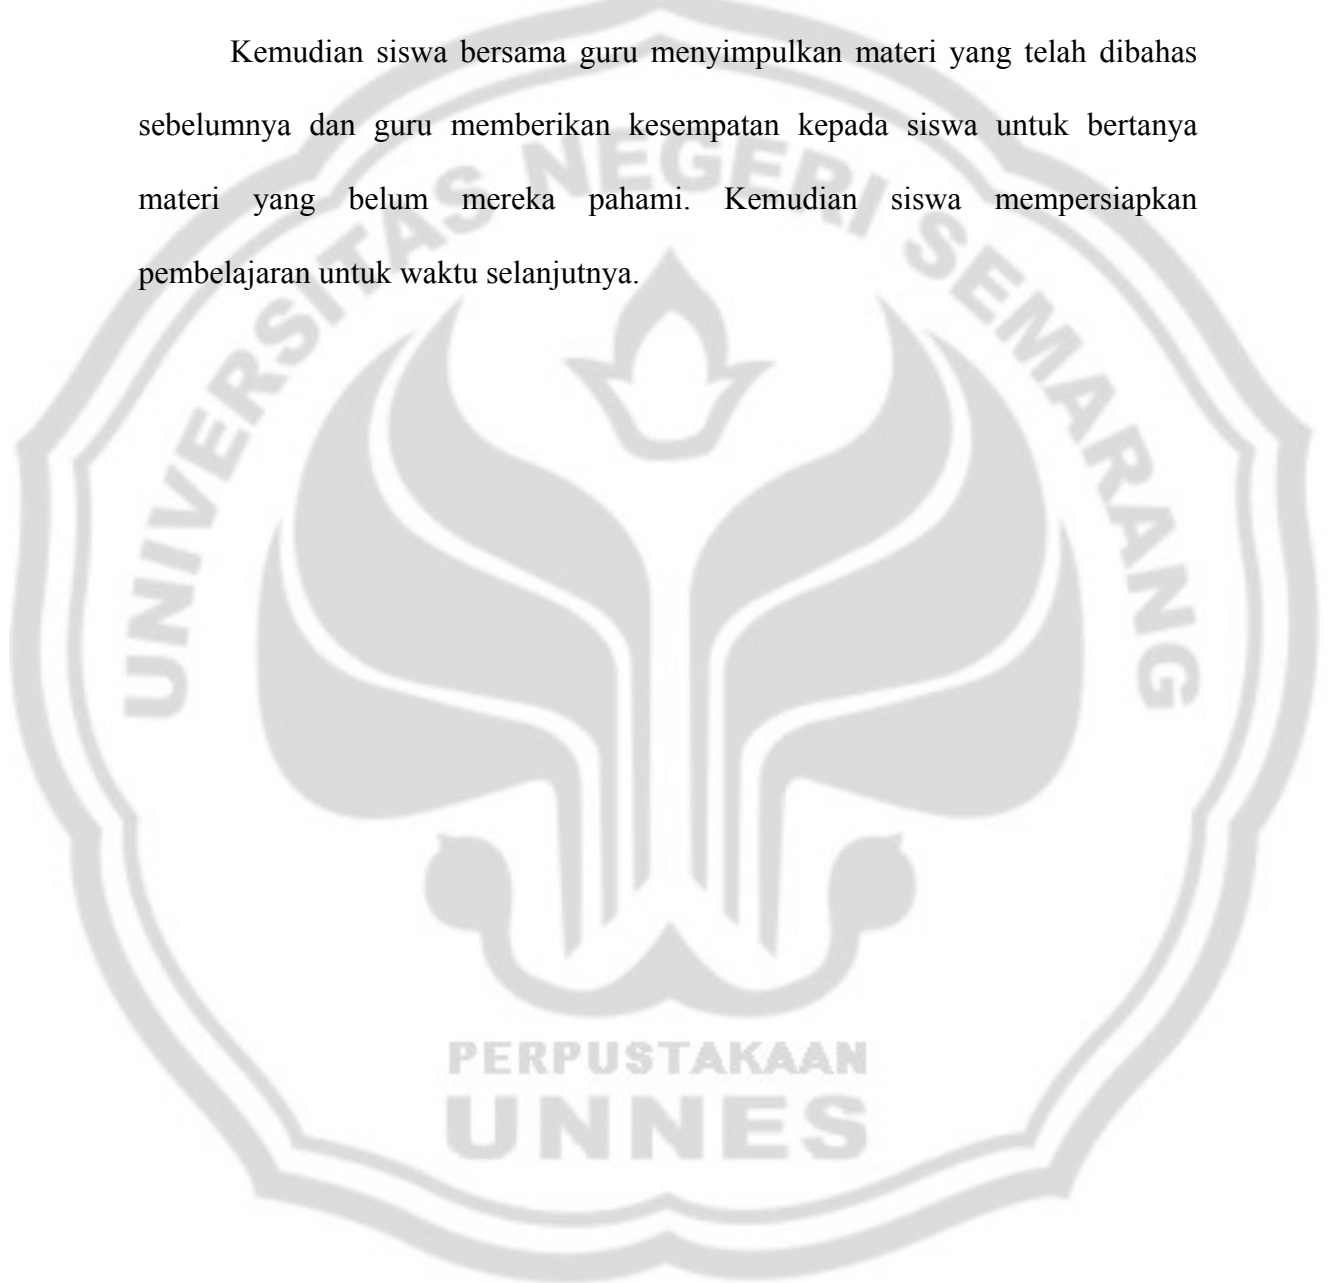 Kemudian siswa bersama guru menyimpulkan materi yang telah dibahas
sebelumnya dan guru memberikan kesempatan kepada siswa untuk bertanya
materi yang belum mereka pahami. Kemudian siswa mempersiapkan
pembelajaran untuk waktu selanjutnya.
UNIVERSITAS NEGERI SEMARANG
PERPUSTAKAAN
UNNES